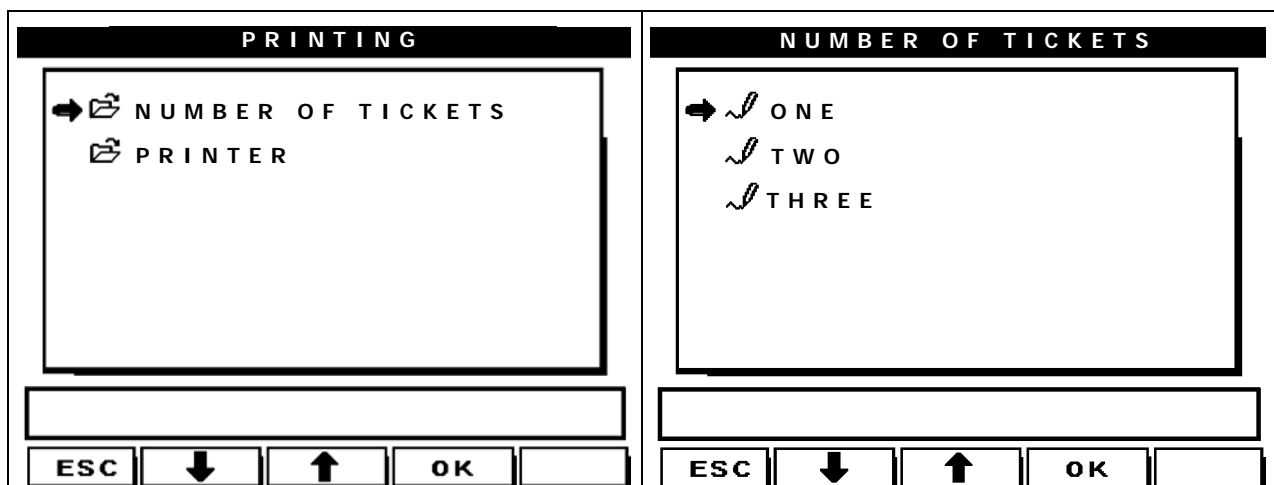 PRINTING
NUMBER OF TICKETS
PRINTER
ESC
OK
NUMBER OF TICKETS
ONE
TWO
THREE
ESC
OK